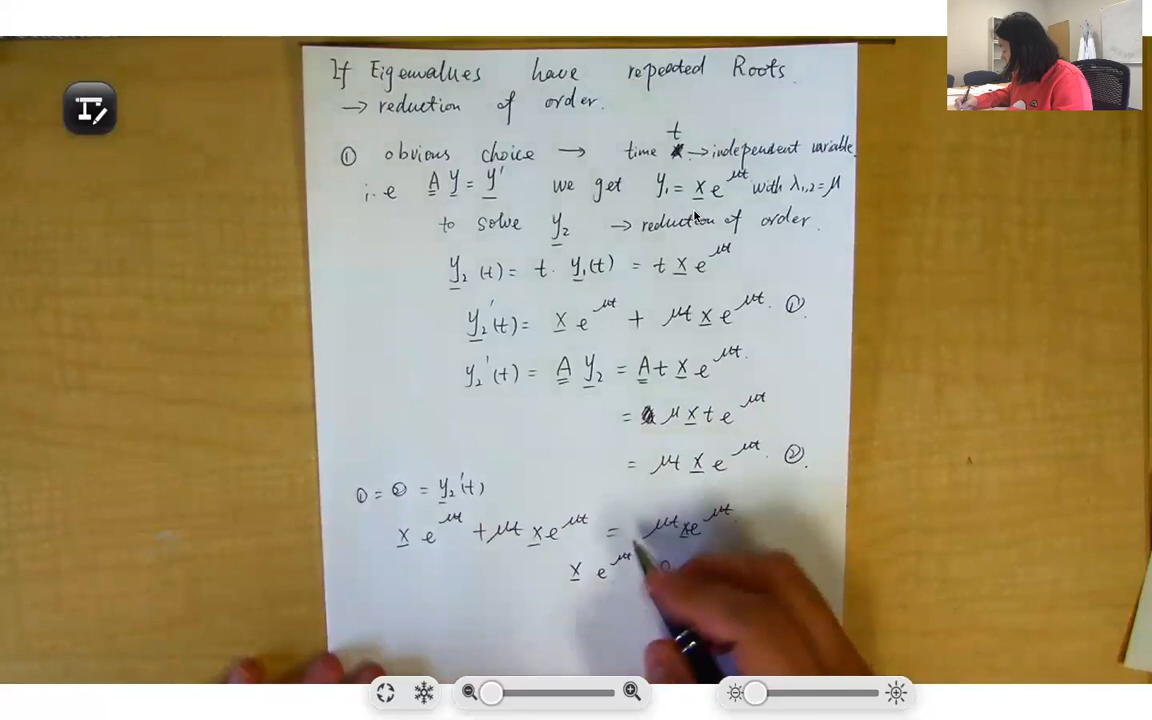 If Eigenvalues have repeated Roots.
→ reduction of order.
① obvious choice → time t → independent variable.
i.e A y = y' we get y₁ = x e^{μt} with λ₁,₂ = μ
to solve y₂ → reduction of order.
y₂(t) = t · y₁(t) = t x e^{μt}
y₂'(t) = x e^{μt} + μt x e^{μt}. ①
y₂'(t) = A y₂ = A t x e^{μt}.
= μ x t e^{μt}
= μt x e^{μt}. ②.
① = ② = y₂'(t)
x e^{μt} + μt x e^{μt} = μt x e^{μt}.
x e^{μt}